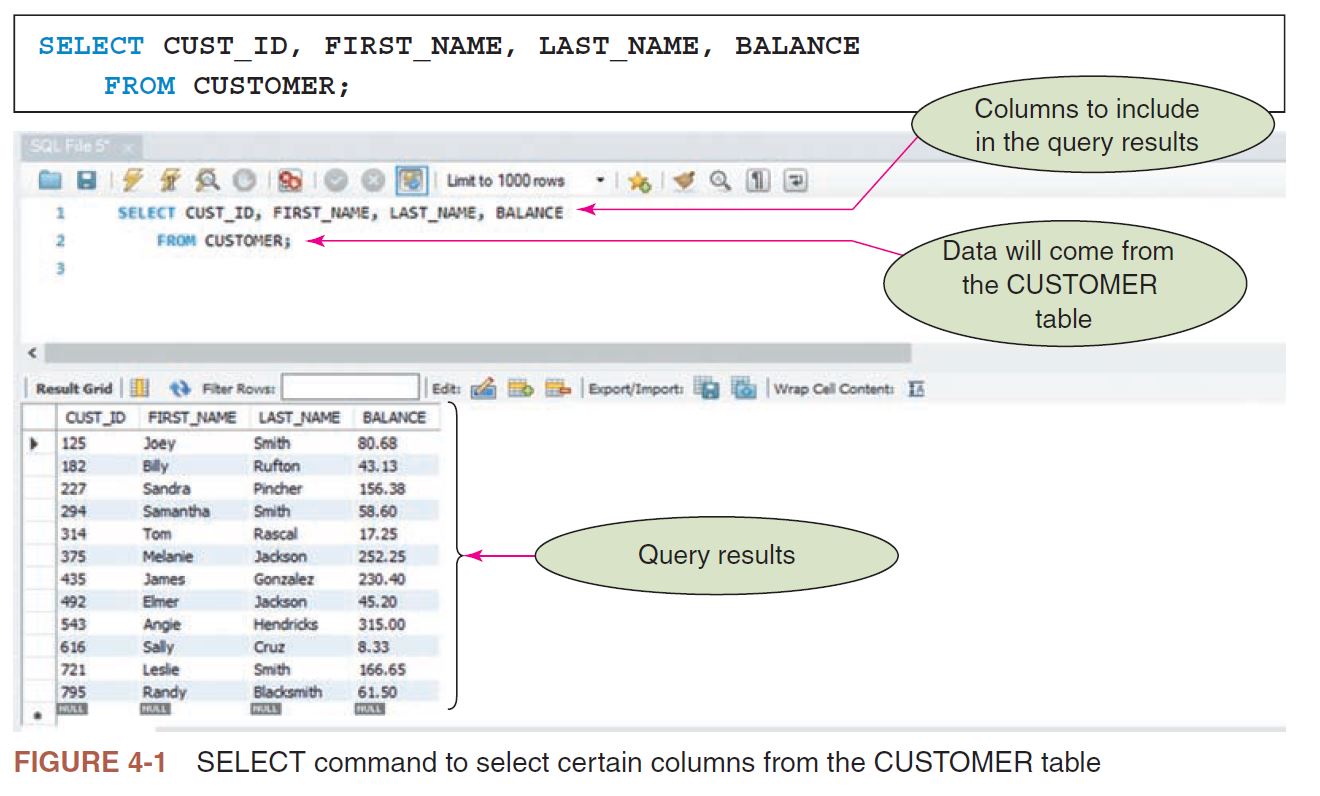 SELECT CUST_ID, FIRST_NAME, LAST_NAME, BALANCE
FROM CUSTOMER;
Columns to include
in the query results
SQL File 5*
Limit to 1000 rows
1 SELECT CUST_ID, FIRST_NAME, LAST_NAME, BALANCE
2 FROM CUSTOMER;
3
Data will come from
the CUSTOMER
table
Result Grid Filter Rows: Edit: Export/Import: Wrap Cell Content:
CUST_ID FIRST_NAME LAST_NAME BALANCE
125 Joey Smith 80.68
182 Billy Rufton 43.13
227 Sandra Pincher 156.38
294 Samantha Smith 58.60
314 Tom Rascal 17.25
375 Melanie Jackson 252.25
435 James Gonzalez 230.40
492 Elmer Jackson 45.20
543 Angie Hendricks 315.00
616 Sally Cruz 8.33
721 Leslie Smith 166.65
795 Randy Blacksmith 61.50
NULL NULL NULL NULL
Query results
FIGURE 4-1 SELECT command to select certain columns from the CUSTOMER table